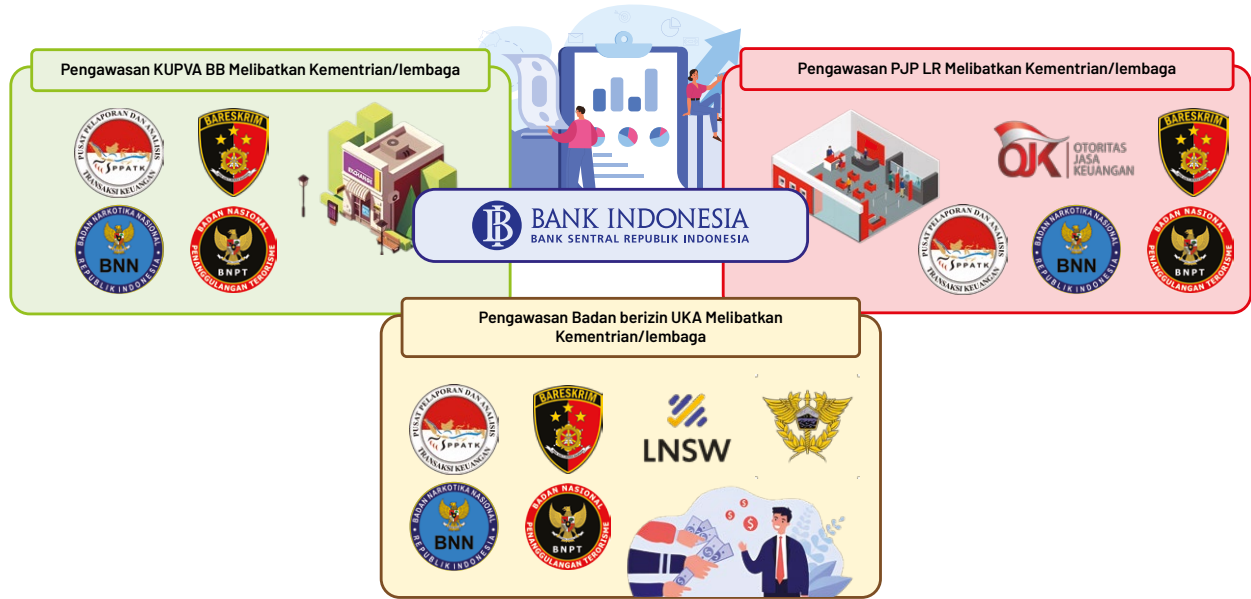 Pengawasan KUPVA BB Melibatkan Kementrian/lembaga
PUSAT PELAPORAN DAN ANALISIS
PPATK
TRANSAKSI KEUANGAN
BARESKRIM
BADAN NARKOTIKA NASIONAL
BNN
REPUBLIK INDONESIA
BADAN NASIONAL
BNPT
PENANGGULANGAN TERORISME
EXCHANGE
BANK INDONESIA
BANK SENTRAL REPUBLIK INDONESIA
Pengawasan PJP LR Melibatkan Kementrian/lembaga
OJK
OTORITAS
JASA
KEUANGAN
BARESKRIM
PUSAT PELAPORAN DAN ANALISIS
PPATK
TRANSAKSI KEUANGAN
BADAN NARKOTIKA NASIONAL
BNN
REPUBLIK INDONESIA
BADAN NASIONAL
BNPT
PENANGGULANGAN TERORISME
Pengawasan Badan berizin UKA Melibatkan
Kementrian/lembaga
PUSAT PELAPORAN DAN ANALISIS
PPATK
TRANSAKSI KEUANGAN
BARESKRIM
LNSW
BADAN NARKOTIKA NASIONAL
BNN
REPUBLIK INDONESIA
BADAN NASIONAL
BNPT
PENANGGULANGAN TERORISME